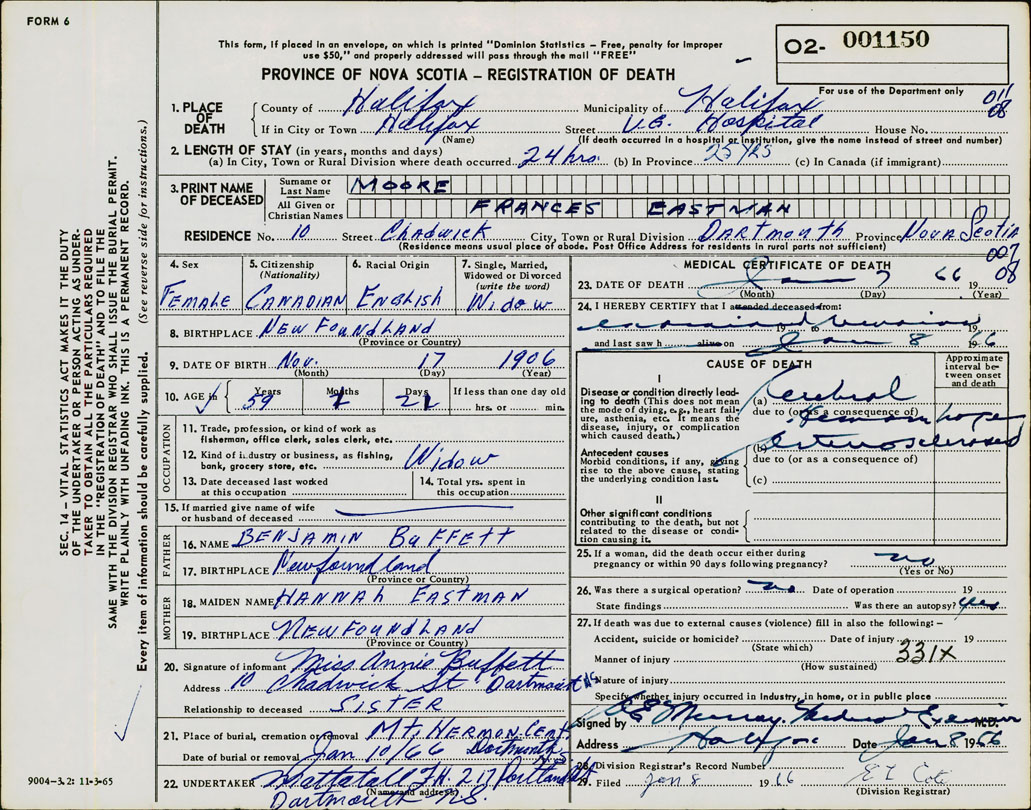 FORM 6
This form, if placed in an envelope, on which is printed "Dominion Statistics – Free, penalty for improper
use $50," and properly addressed will pass through the mail "FREE"
O2- 001150
PROVINCE OF NOVA SCOTIA – REGISTRATION OF DEATH
For use of the Department only
011
08
1. PLACE OF DEATH County of Halifax Municipality of Halifax
If in City or Town Halifax Street V.G. Hospital House No.
(Name) (If death occurred in a hospital or institution, give the name instead of street and number)
2. LENGTH OF STAY (in years, months and days)
(a) In City, Town or Rural Division where death occurred 24 hrs. (b) In Province (c) In Canada (if immigrant)
3. PRINT NAME OF DECEASED Surname or Last Name MOORE
All Given or Christian Names FRANCES EASTMAN
RESIDENCE No. 10 Street Chadwick City, Town or Rural Division DARTMOUTH Province NOVA SCOTIA
(Residence means usual place of abode. Post Office Address for residents in rural parts not sufficient)
007
08
4. Sex FEMALE
5. Citizenship (Nationality) CANADIAN
6. Racial Origin ENGLISH
7. Single, Married, Widowed or Divorced (write the word) WIDOW
8. BIRTHPLACE NEWFOUNDLAND
(Province or Country)
9. DATE OF BIRTH Nov. 17 1906
(Month) (Day) (Year)
10. AGE in Years 59 Months 1 Days 21 If less than one day old
hrs. or min.
OCCUPATION
11. Trade, profession, or kind of work as
fisherman, office clerk, sales clerk, etc.
12. Kind of industry or business, as fishing,
bank, grocery store, etc. Widow
13. Date deceased last worked
at this occupation
14. Total yrs. spent in
this occupation
15. If married give name of wife
or husband of deceased
FATHER
16. NAME BENJAMIN BUFFETT
17. BIRTHPLACE Newfoundland
(Province or Country)
MOTHER
18. MAIDEN NAME HANNAH EASTMAN
19. BIRTHPLACE NEWFOUNDLAND
(Province or Country)
20. Signature of informant Miss Annie Buffett
Address 10 Chadwick St Dartmouth NS
Relationship to deceased SISTER
21. Place of burial, cremation or removal MT. HERMON CEM.
Date of burial or removal Jan 10/66 Dartmouth N.S.
22. UNDERTAKER Mattatall F.H. 217 Portland St
(Name and address)
Dartmouth N.S.
MEDICAL CERTIFICATE OF DEATH
23. DATE OF DEATH Jan 7 66 19
(Month) (Day) (Year)
24. I HEREBY CERTIFY that I attended deceased from:
19 to 19
and last saw h alive on Jan 8 1966
CAUSE OF DEATH
Approximate interval between onset and death
I
Disease or condition directly leading to death (This does not mean the mode of dying, e.g., heart failure, asthenia, etc. It means the disease, injury, or complication which caused death.)
(a) Cerebral
due to (or as a consequence of)
Antecedent causes
Morbid conditions, if any, giving rise to the above cause, stating the underlying condition last.
(b)
due to (or as a consequence of)
(c)
II
Other significant conditions
contributing to the death, but not related to the disease or condition causing it.
25. If a woman, did the death occur either during
pregnancy or within 90 days following pregnancy? no
(Yes or No)
26. Was there a surgical operation? no Date of operation 19
State findings Was there an autopsy? yes
27. If death was due to external causes (violence) fill in also the following:–
Accident, suicide or homicide? Date of injury 19
(State which)
Manner of injury 331X
(How sustained)
Nature of injury
Specify whether injury occurred in Industry, in home, or in public place
Signed by Murray M.D.
Address Halifax Date Jan 8 1966
28. Division Registrar's Record Number
29. Filed Jan 8 1966
(Division Registrar)
SEC. 14 – VITAL STATISTICS ACT MAKES IT THE DUTY
OF THE UNDERTAKER OR PERSON ACTING AS UNDER-
TAKER TO OBTAIN ALL THE PARTICULARS REQUIRED
IN THE "REGISTRATION OF DEATH" AND TO FILE THE
SAME WITH THE DIVISION REGISTRAR WHO SHALL ISSUE THE BURIAL PERMIT.
WRITE PLAINLY WITH UNFADING INK. THIS IS A PERMANENT RECORD.
Every item of information should be carefully supplied. (See reverse side for instructions.)
9004-3.2: 11-3-65